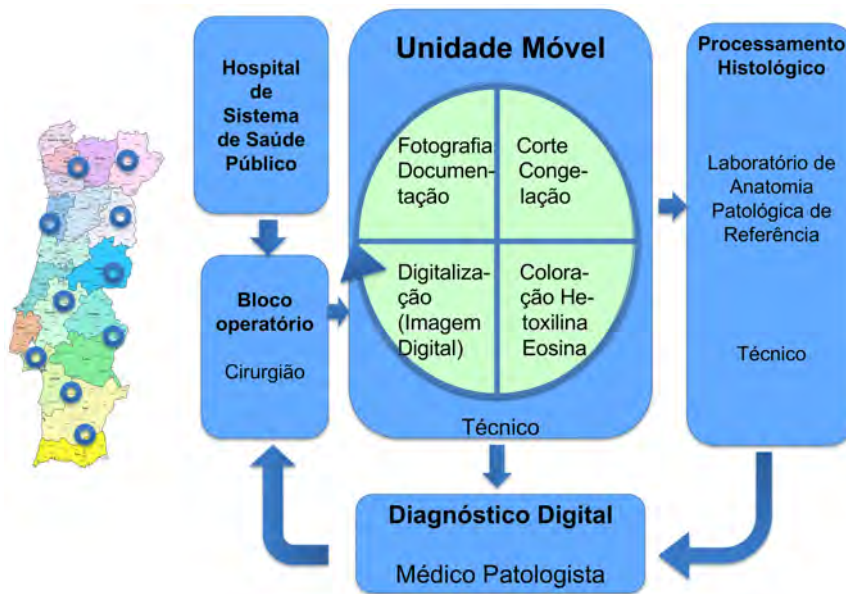 Hospital
de
Sistema
de Saúde
Público
Bloco
operatório
Cirurgião
Unidade Móvel
Fotografia
Documen-
tação
Corte
Conge-
lação
Digitaliza-
ção
(Imagem
Digital)
Colora-
ção He-
toxilina
Eosina
Técnico
Processamento
Histológico
Laboratório de
Anatomia
Patológica de
Referência
Técnico
Diagnóstico Digital
Médico Patologista